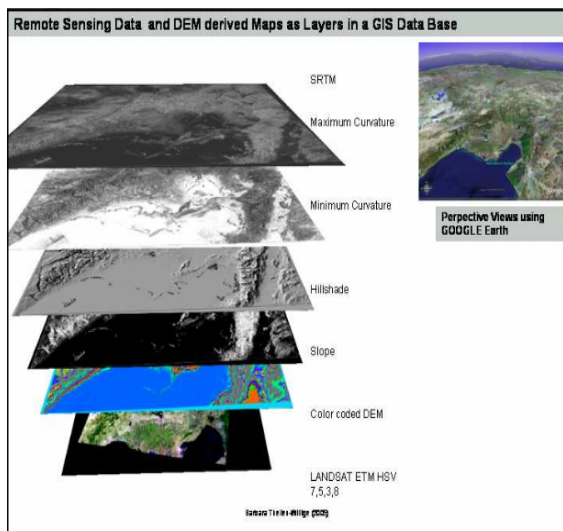 Remote Sensing Data and DEM derived Maps as Layers in a GIS Data Base
SRTM
Maximum Curvature
Minimum Curvature
Hillshade
Slope
Color coded DEM
LANDSAT ETM HSV
7,5,3,8
Perpective Views using
GOOGLE Earth
Barbara